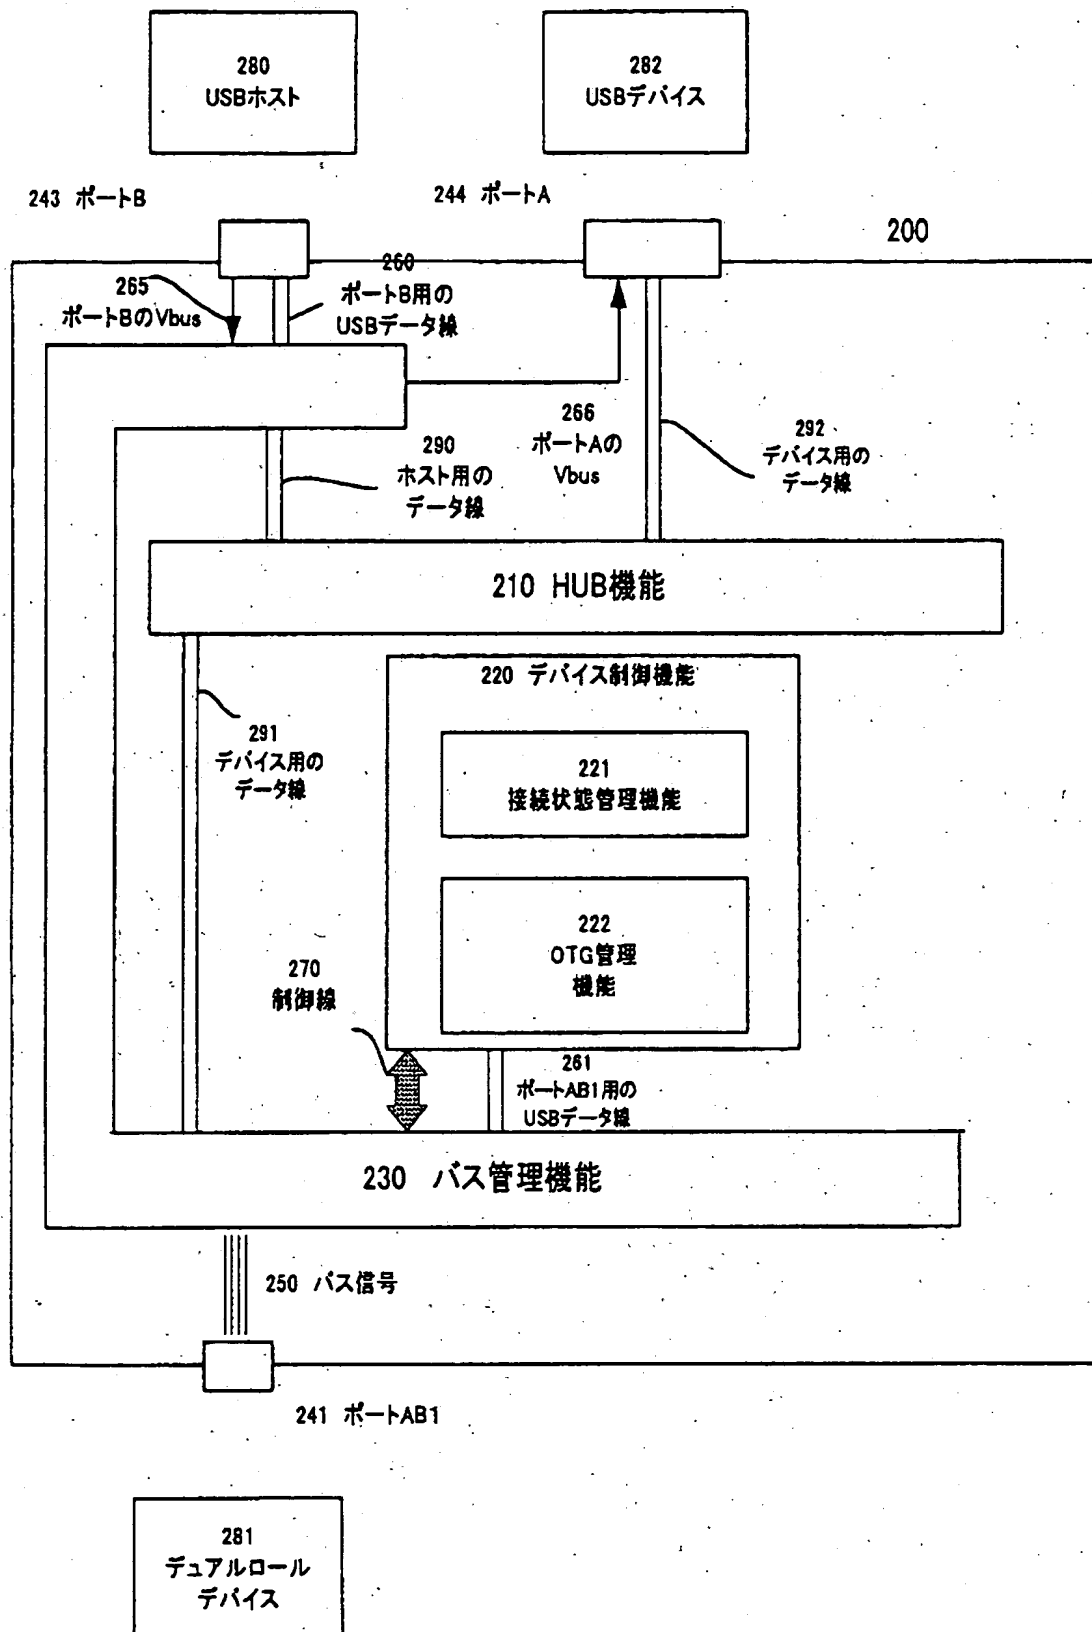 280
USBホスト
282
USBデバイス
243 ポートB
244 ポートA
200
265
ポートBのVbus
260
ポートB用の
USBデータ線
266
ポートAの
Vbus
290
ホスト用の
データ線
292
デバイス用の
データ線
210 HUB機能
220 デバイス制御機能
291
デバイス用の
データ線
221
接続状態管理機能
222
OTG管理
機能
270
制御線
261
ポートAB1用の
USBデータ線
230 バス管理機能
250 バス信号
241 ポートAB1
281
デュアルロール
デバイス